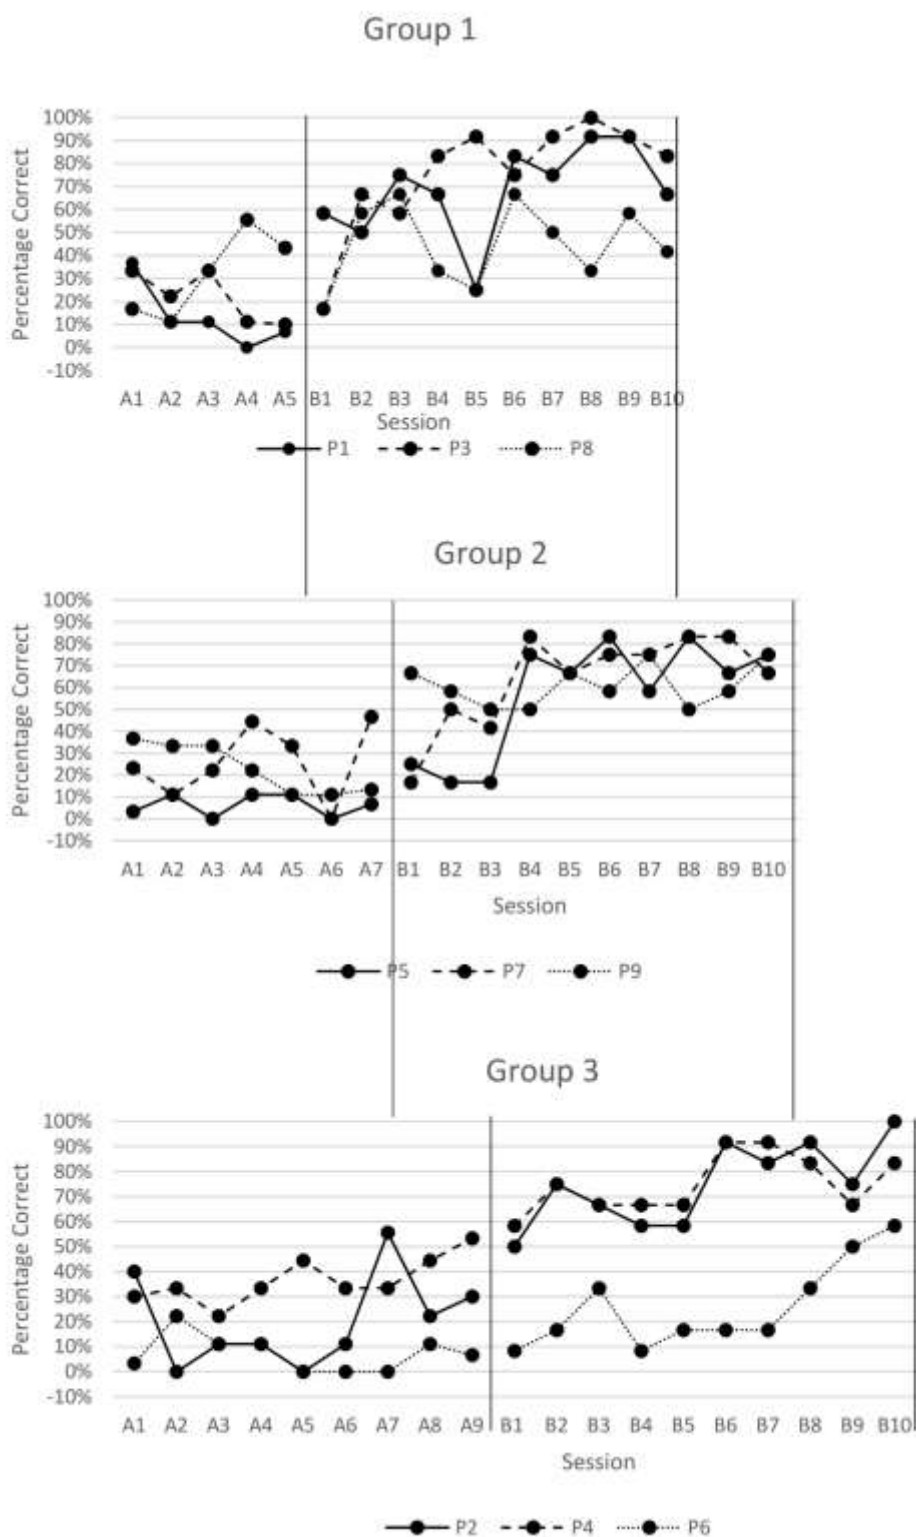 Group 1
Percentage Correct
100%
90%
80%
70%
60%
50%
40%
30%
20%
10%
0%
-10%
A1 A2 A3 A4 A5 B1 B2 B3 B4 B5 B6 B7 B8 B9 B10
Session
P1 P3 P8
Group 2
Percentage Correct
100%
90%
80%
70%
60%
50%
40%
30%
20%
10%
0%
-10%
A1 A2 A3 A4 A5 A6 A7 B1 B2 B3 B4 B5 B6 B7 B8 B9 B10
Session
P5 P7 P9
Group 3
Percentage Correct
100%
90%
80%
70%
60%
50%
40%
30%
20%
10%
0%
-10%
A1 A2 A3 A4 A5 A6 A7 A8 A9 B1 B2 B3 B4 B5 B6 B7 B8 B9 B10
Session
P2 P4 P6